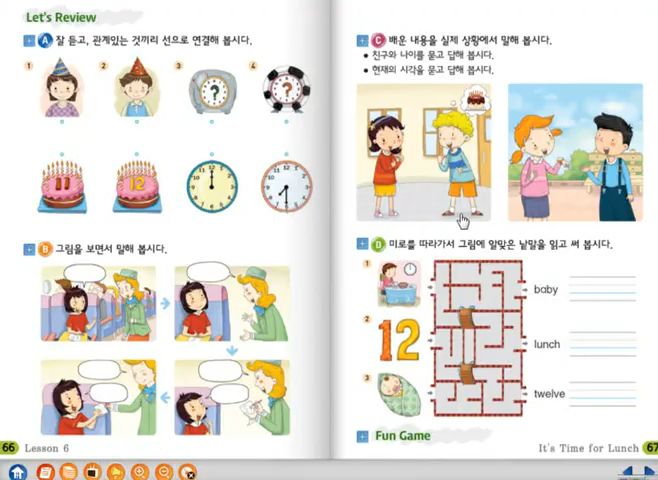 Let's Review
A 잘 듣고, 관계있는 것끼리 선으로 연결해 봅시다.
1 2 3 4
? ?
11 12
B 그림을 보면서 말해 봅시다.
66 Lesson 6
C 배운 내용을 실제 상황에서 말해 봅시다.
• 친구와 나이를 묻고 답해 봅시다.
• 현재의 시각을 묻고 답해 봅시다.
D 미로를 따라가서 그림에 알맞은 낱말을 읽고 써 봅시다.
1 baby
2 12 lunch
3 twelve
Fun Game
It's Time for Lunch 67